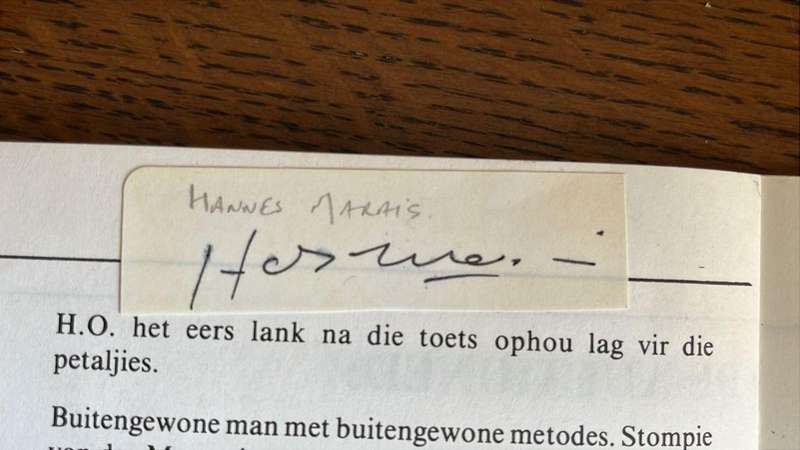 HANNES MARAIS
H.O. het eers lank na die toets ophou lag vir die
petaljies.
Buitengewone man met buitengewone metodes. Stompie